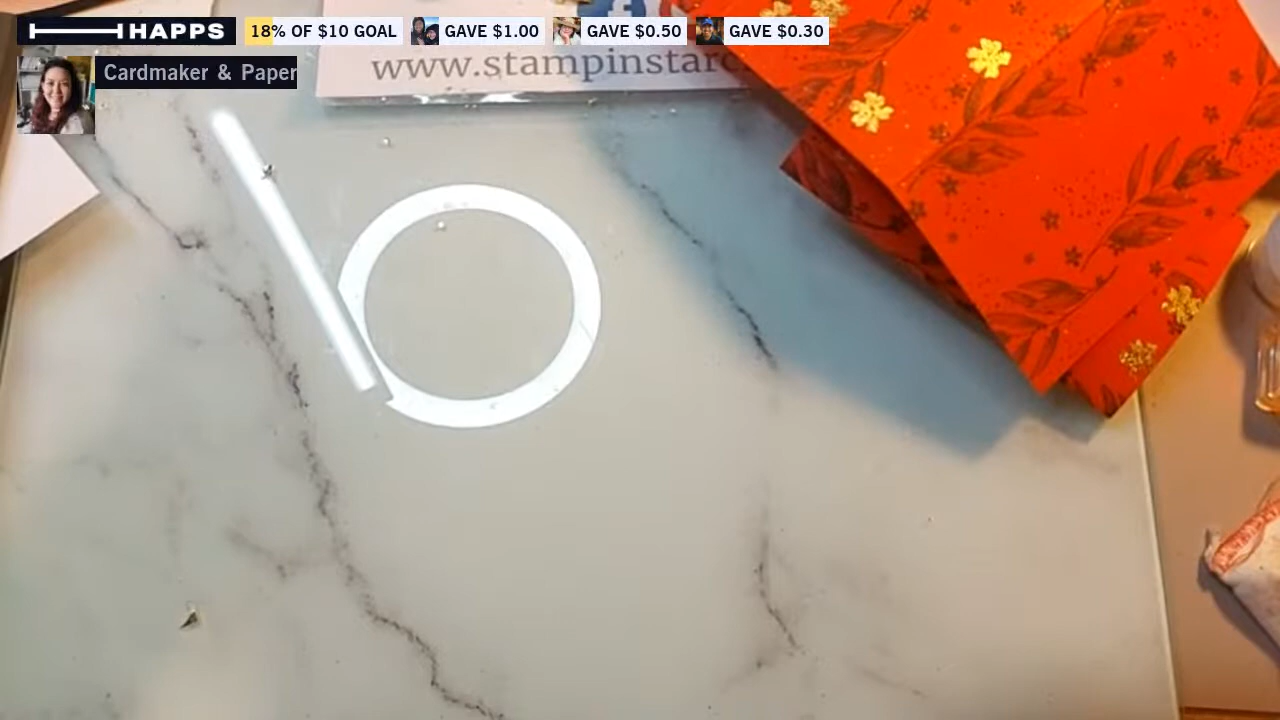 HAPPS 18% OF $10 GOAL GAVE $1.00 GAVE $0.50 GAVE $0.30
Cardmaker & Paper
www.stampinstarc